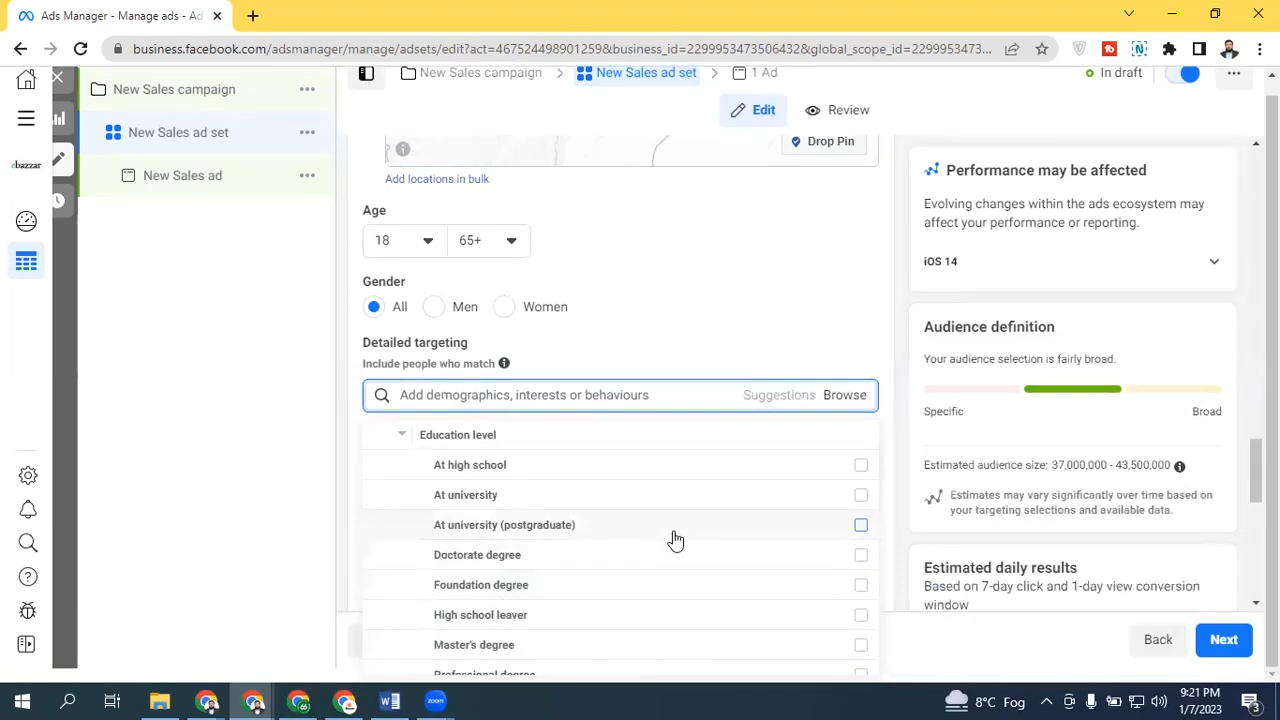 Ads Manager - Manage ads - Ad
business.facebook.com/adsmanager/manage/adsets/edit?act=467524498901259&business_id=2299953473506432&global_scope_id=2299953473...
New Sales campaign
New Sales ad set
New Sales ad
ebazzar
New Sales campaign
New Sales ad set
1 Ad
In draft
Edit
Review
Drop Pin
Add locations in bulk
Age
18
65+
Gender
All
Men
Women
Detailed targeting
Include people who match
Add demographics, interests or behaviours
Suggestions
Browse
Education level
At high school
At university
At university (postgraduate)
Doctorate degree
Foundation degree
High school leaver
Master's degree
Professional degree
Performance may be affected
Evolving changes within the ads ecosystem may
affect your performance or reporting.
iOS 14
Audience definition
Your audience selection is fairly broad.
Specific
Broad
Estimated audience size: 37,000,000 - 43,500,000
Estimates may vary significantly over time based on
your targeting selections and available data.
Estimated daily results
Based on 7-day click and 1-day view conversion
window
Back
Next
zoom
8°C Fog
9:21 PM
1/7/2023
3